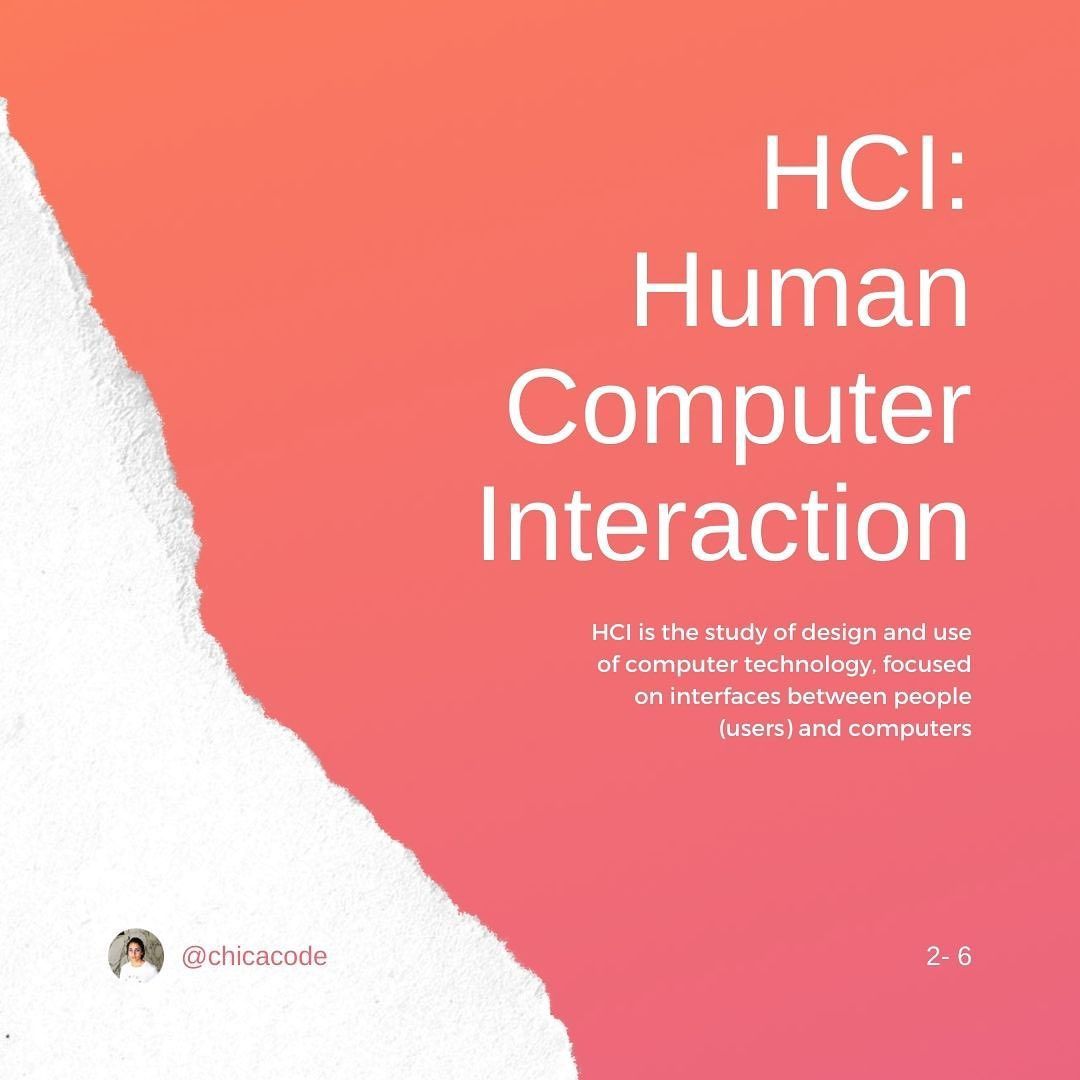 HCI:
Human
Computer
Interaction
HCI is the study of design and use
of computer technology, focused
on interfaces between people
(users) and computers
@chicacode
2- 6